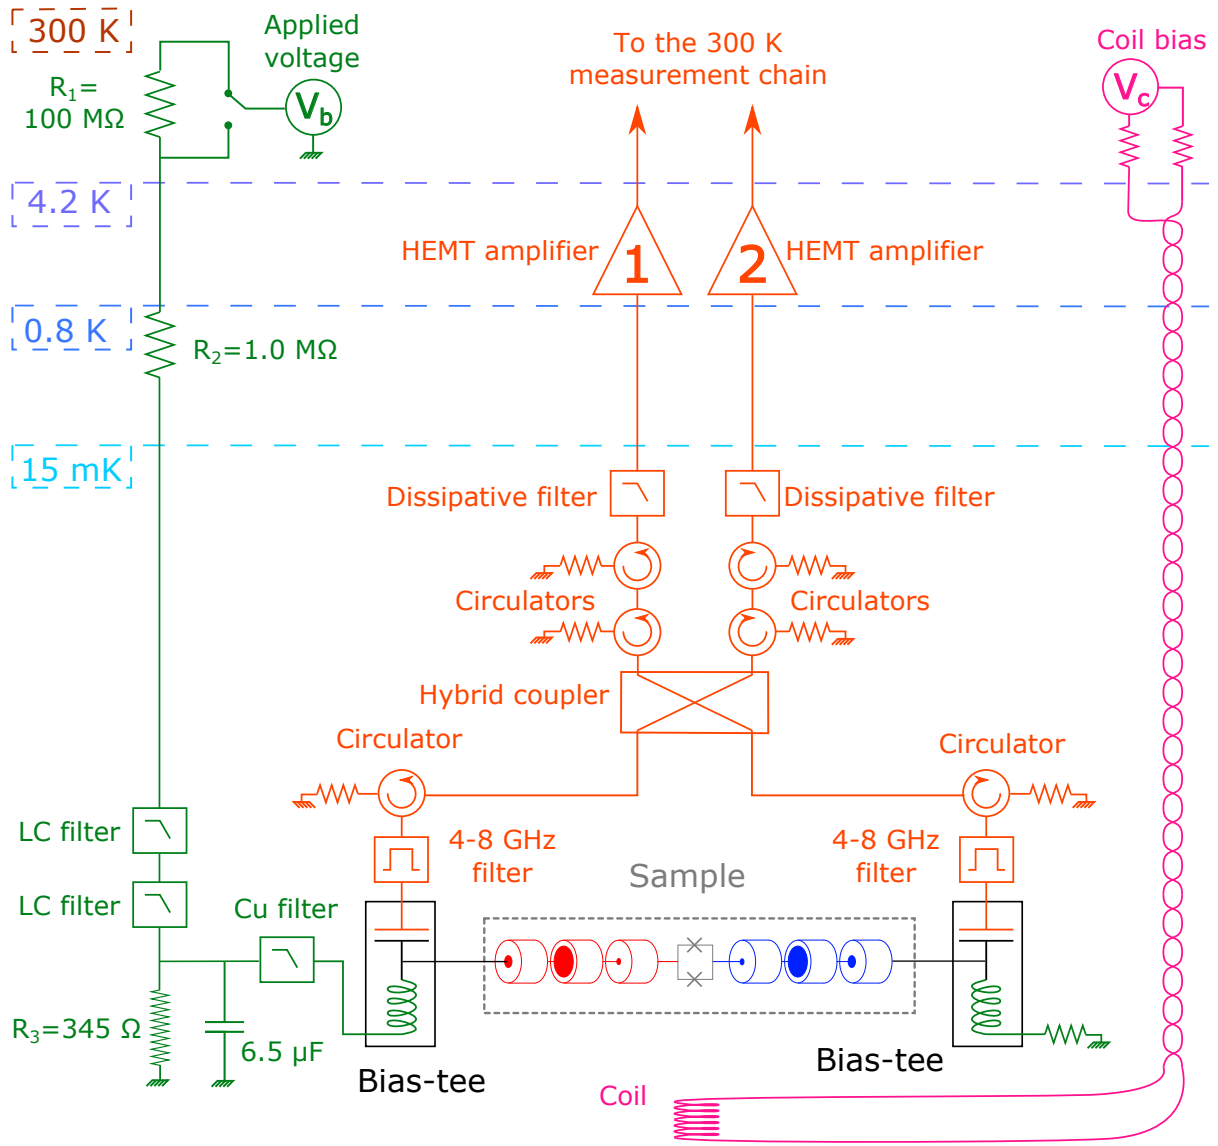 300 K
Applied
voltage
R₁=
100 MΩ
V_b
To the 300 K
measurement chain
Coil bias
V_c
4.2 K
HEMT amplifier
1
2
HEMT amplifier
0.8 K
R₂=1.0 MΩ
15 mK
Dissipative filter
Dissipative filter
Circulators
Circulators
Hybrid coupler
Circulator
Circulator
LC filter
4-8 GHz
filter
4-8 GHz
filter
Sample
LC filter
Cu filter
R₃=345 Ω
6.5 µF
Bias-tee
Bias-tee
Coil